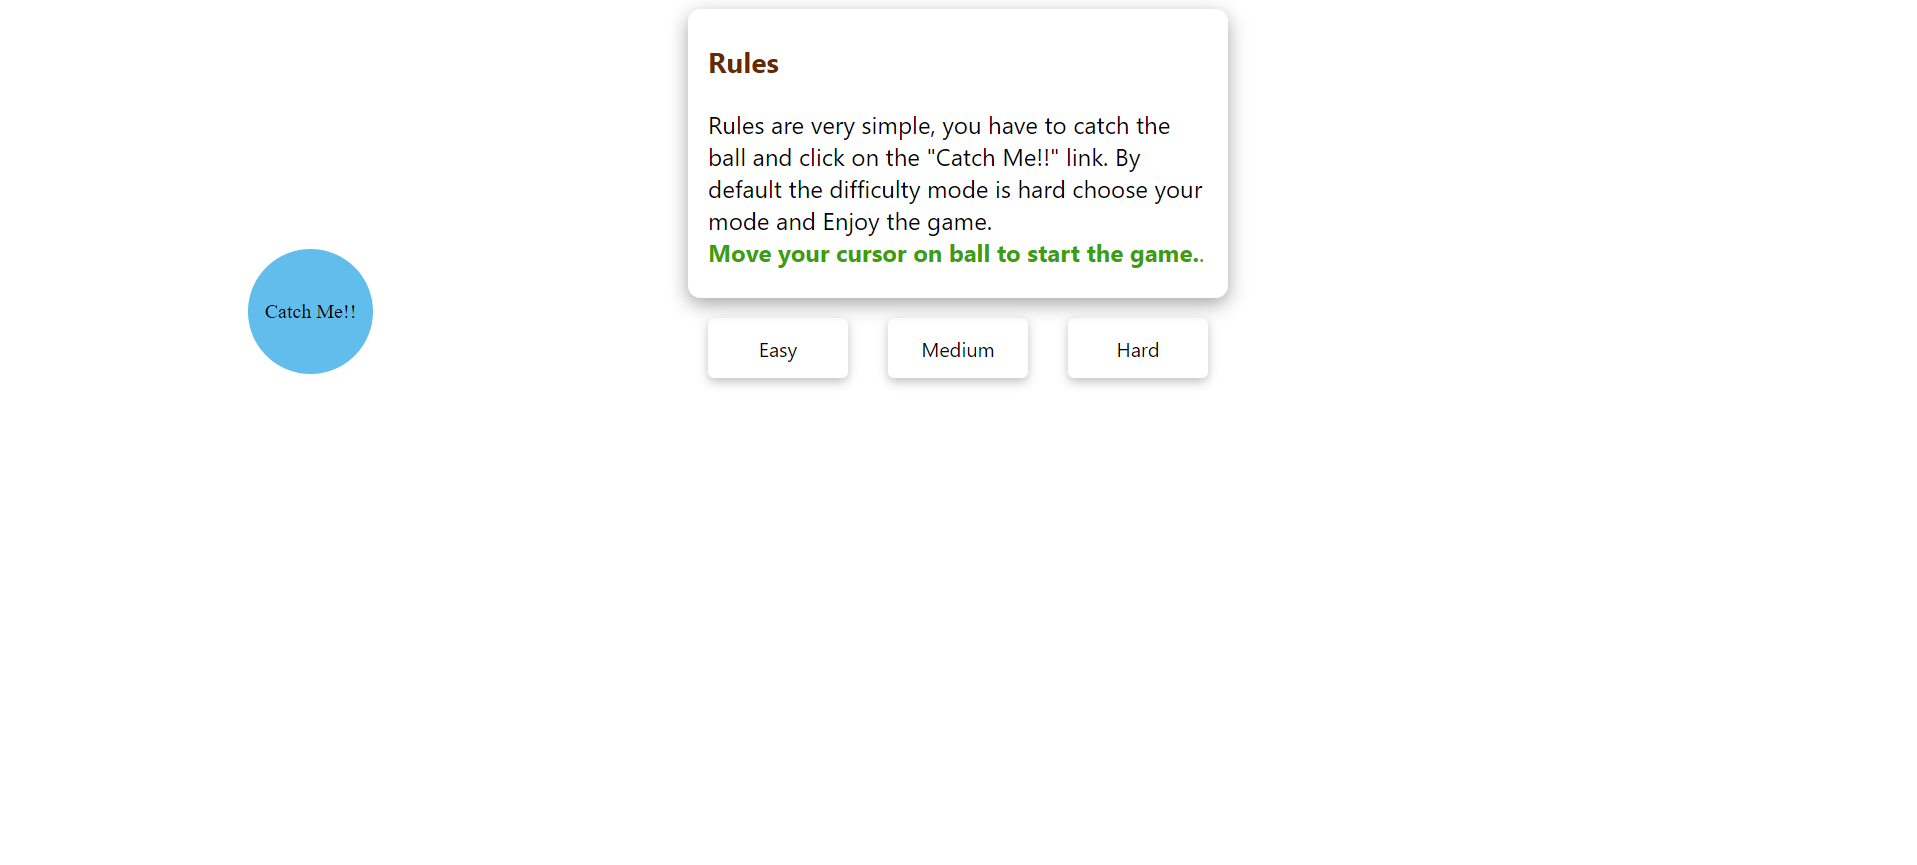 Rules
Rules are very simple, you have to catch the
ball and click on the "Catch Me!!" link. By
default the difficulty mode is hard choose your
mode and Enjoy the game.
Move your cursor on ball to start the game..
Catch Me!!
Easy
Medium
Hard